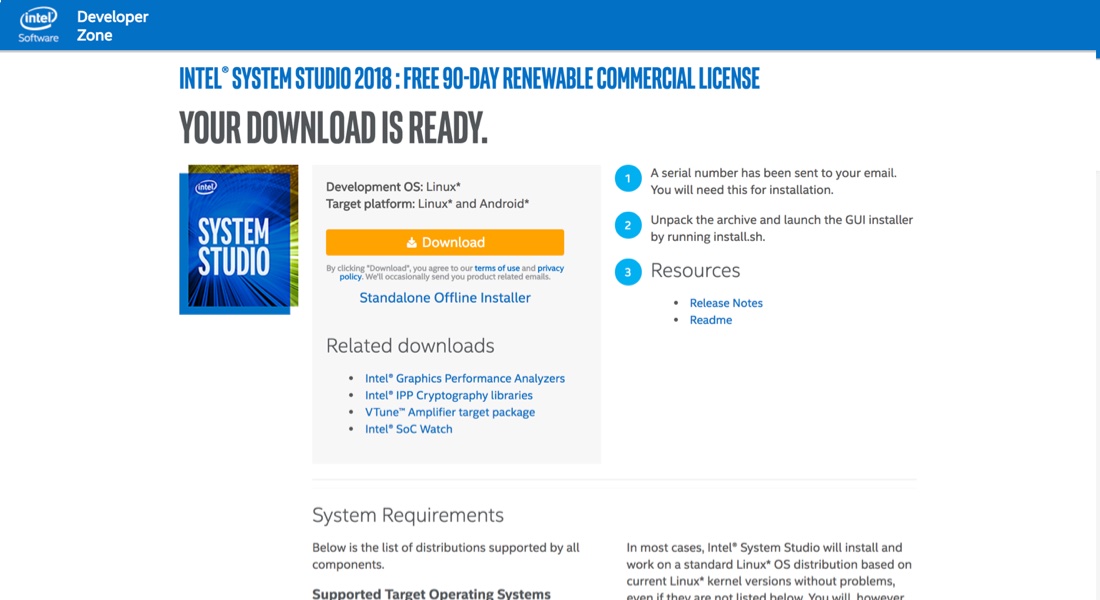 intel
Software
Developer
Zone
INTEL® SYSTEM STUDIO 2018 : FREE 90-DAY RENEWABLE COMMERCIAL LICENSE
YOUR DOWNLOAD IS READY.
intel
SYSTEM
STUDIO
Development OS: Linux*
Target platform: Linux* and Android*
Download
By clicking "Download", you agree to our terms of use and privacy
policy. We'll occasionally send you product related emails.
Standalone Offline Installer
Related downloads
• Intel® Graphics Performance Analyzers
• Intel® IPP Cryptography libraries
• VTune™ Amplifier target package
• Intel® SoC Watch
1 A serial number has been sent to your email.
You will need this for installation.
2 Unpack the archive and launch the GUI installer
by running install.sh.
3 Resources
• Release Notes
• Readme
System Requirements
Below is the list of distributions supported by all
components.
Supported Target Operating Systems
In most cases, Intel® System Studio will install and
work on a standard Linux* OS distribution based on
current Linux* kernel versions without problems,
even if they are not listed below. You will, however